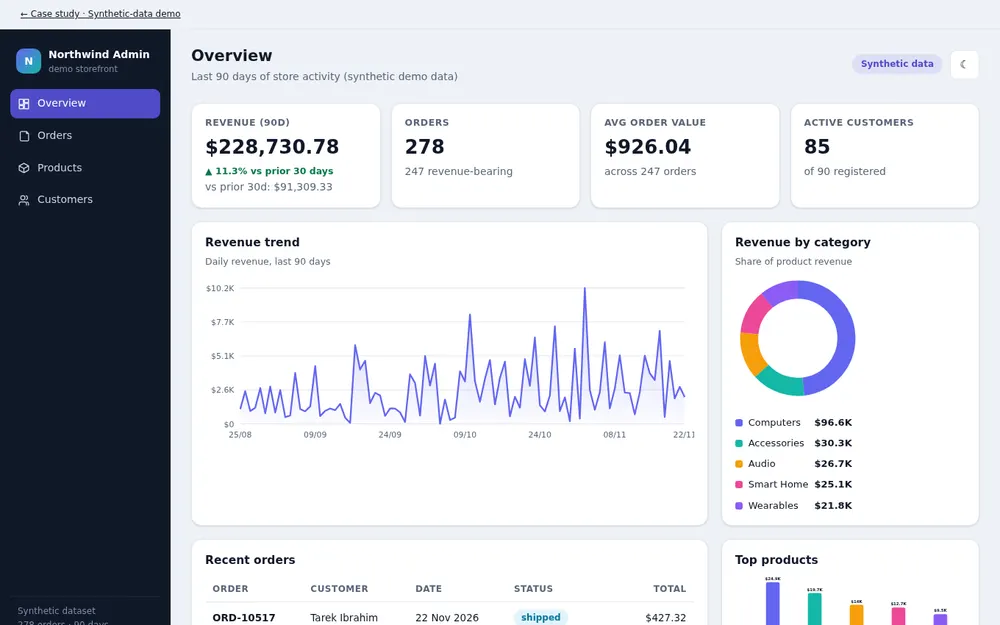 ← Case study · Synthetic-data demo
N
Northwind Admin
demo storefront
Overview
Orders
Products
Customers
Synthetic dataset
278 orders · 90 days
Overview
Last 90 days of store activity (synthetic demo data)
Synthetic data
REVENUE (90D)
$228,730.78
▲ 11.3% vs prior 30 days
vs prior 30d: $91,309.33
ORDERS
278
247 revenue-bearing
AVG ORDER VALUE
$926.04
across 247 orders
ACTIVE CUSTOMERS
85
of 90 registered
Revenue trend
Daily revenue, last 90 days
$10.2K
$7.7K
$5.1K
$2.6K
$0
25/08 09/09 24/09 09/10 24/10 08/11 22/11
Revenue by category
Share of product revenue
Computers $96.6K
Accessories $30.3K
Audio $26.7K
Smart Home $25.1K
Wearables $21.8K
Recent orders
ORDER CUSTOMER DATE STATUS TOTAL
ORD-10517 Tarek Ibrahim 22 Nov 2026 shipped $427.32
Top products